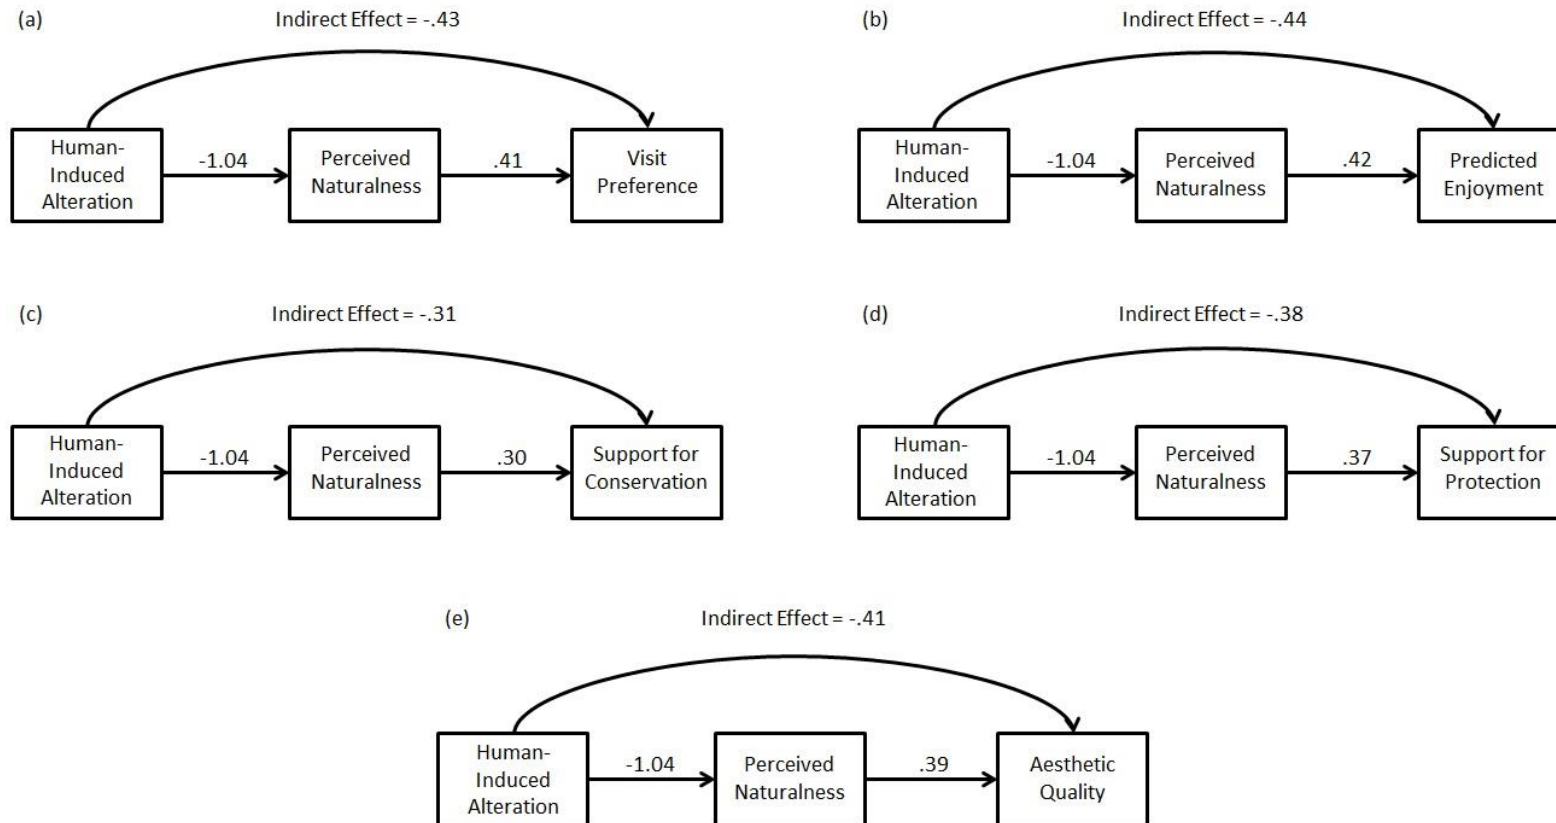 (a)
Indirect Effect = -.43
Human-
Induced
Alteration
-1.04
Perceived
Naturalness
.41
Visit
Preference
(b)
Indirect Effect = -.44
Human-
Induced
Alteration
-1.04
Perceived
Naturalness
.42
Predicted
Enjoyment
(c)
Indirect Effect = -.31
Human-
Induced
Alteration
-1.04
Perceived
Naturalness
.30
Support for
Conservation
(d)
Indirect Effect = -.38
Human-
Induced
Alteration
-1.04
Perceived
Naturalness
.37
Support for
Protection
(e)
Indirect Effect = -.41
Human-
Induced
Alteration
-1.04
Perceived
Naturalness
.39
Aesthetic
Quality